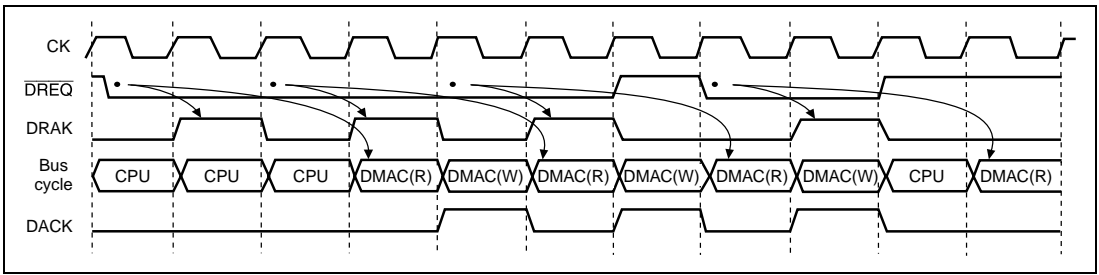 CK
DREQ
DRAK
Bus cycle CPU CPU CPU DMAC(R) DMAC(W) DMAC(R) DMAC(W) DMAC(R) DMAC(W) CPU DMAC(R)
DACK